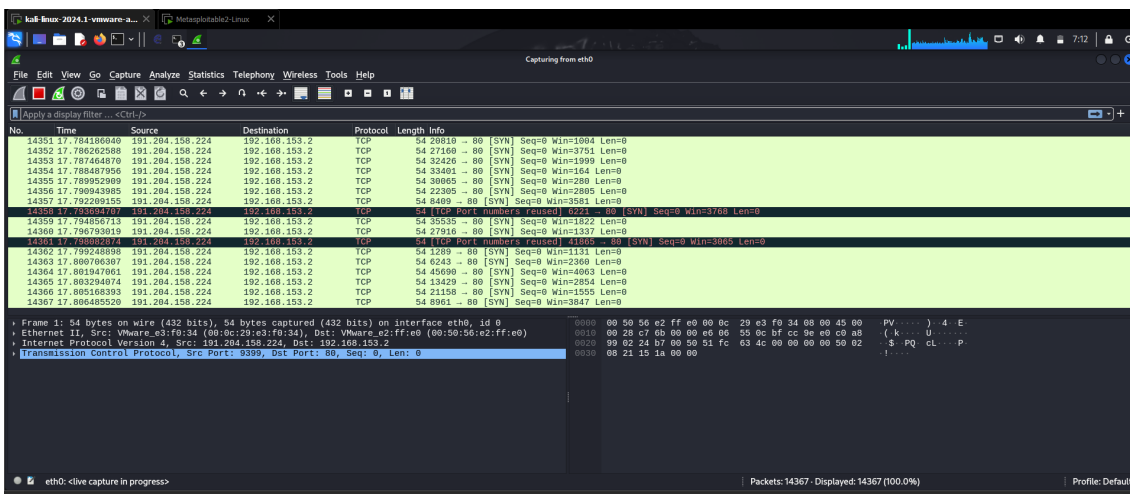 kali-linux-2024.1-vmware-a... Metasploitable2-Linux
7:12
Capturing from eth0
File Edit View Go Capture Analyze Statistics Telephony Wireless Tools Help
Apply a display filter ... <Ctrl-/>
No. Time Source Destination Protocol Length Info
14351 17.784186040 191.204.158.224 192.168.153.2 TCP 54 20810 → 80 [SYN] Seq=0 Win=1004 Len=0
14352 17.786262588 191.204.158.224 192.168.153.2 TCP 54 27160 → 80 [SYN] Seq=0 Win=3751 Len=0
14353 17.787464870 191.204.158.224 192.168.153.2 TCP 54 32426 → 80 [SYN] Seq=0 Win=1999 Len=0
14354 17.788487956 191.204.158.224 192.168.153.2 TCP 54 33401 → 80 [SYN] Seq=0 Win=164 Len=0
14355 17.789952909 191.204.158.224 192.168.153.2 TCP 54 30065 → 80 [SYN] Seq=0 Win=280 Len=0
14356 17.790943985 191.204.158.224 192.168.153.2 TCP 54 22305 → 80 [SYN] Seq=0 Win=2805 Len=0
14357 17.792209155 191.204.158.224 192.168.153.2 TCP 54 8409 → 80 [SYN] Seq=0 Win=3581 Len=0
14358 17.793694707 191.204.158.224 192.168.153.2 TCP 54 [TCP Port numbers reused] 6221 → 80 [SYN] Seq=0 Win=3768 Len=0
14359 17.794856713 191.204.158.224 192.168.153.2 TCP 54 35535 → 80 [SYN] Seq=0 Win=1822 Len=0
14360 17.796793019 191.204.158.224 192.168.153.2 TCP 54 27916 → 80 [SYN] Seq=0 Win=1337 Len=0
14361 17.798082874 191.204.158.224 192.168.153.2 TCP 54 [TCP Port numbers reused] 41865 → 80 [SYN] Seq=0 Win=3065 Len=0
14362 17.799248898 191.204.158.224 192.168.153.2 TCP 54 1289 → 80 [SYN] Seq=0 Win=1131 Len=0
14363 17.800706307 191.204.158.224 192.168.153.2 TCP 54 6243 → 80 [SYN] Seq=0 Win=2360 Len=0
14364 17.801947061 191.204.158.224 192.168.153.2 TCP 54 45690 → 80 [SYN] Seq=0 Win=4063 Len=0
14365 17.803294074 191.204.158.224 192.168.153.2 TCP 54 13429 → 80 [SYN] Seq=0 Win=2854 Len=0
14366 17.805168393 191.204.158.224 192.168.153.2 TCP 54 21158 → 80 [SYN] Seq=0 Win=1555 Len=0
14367 17.806485520 191.204.158.224 192.168.153.2 TCP 54 8961 → 80 [SYN] Seq=0 Win=3847 Len=0
Frame 1: 54 bytes on wire (432 bits), 54 bytes captured (432 bits) on interface eth0, id 0
Ethernet II, Src: VMware_e3:f0:34 (00:0c:29:e3:f0:34), Dst: VMware_e2:ff:e0 (00:50:56:e2:ff:e0)
Internet Protocol Version 4, Src: 191.204.158.224, Dst: 192.168.153.2
Transmission Control Protocol, Src Port: 9399, Dst Port: 80, Seq: 0, Len: 0
0000 00 50 56 e2 ff e0 00 0c 29 e3 f0 34 08 00 45 00 ·PV····· )··4··E·
0010 00 28 c7 6b 00 00 e6 06 55 0c bf cc 9e e0 c0 a8 ·(·k···· U·······
0020 99 02 24 b7 00 50 51 fc 63 4c 00 00 00 00 50 02 ··$··PQ· cL····P·
0030 08 21 15 1a 00 00 ·!····
eth0: <live capture in progress> Packets: 14367 · Displayed: 14367 (100.0%) Profile: Default